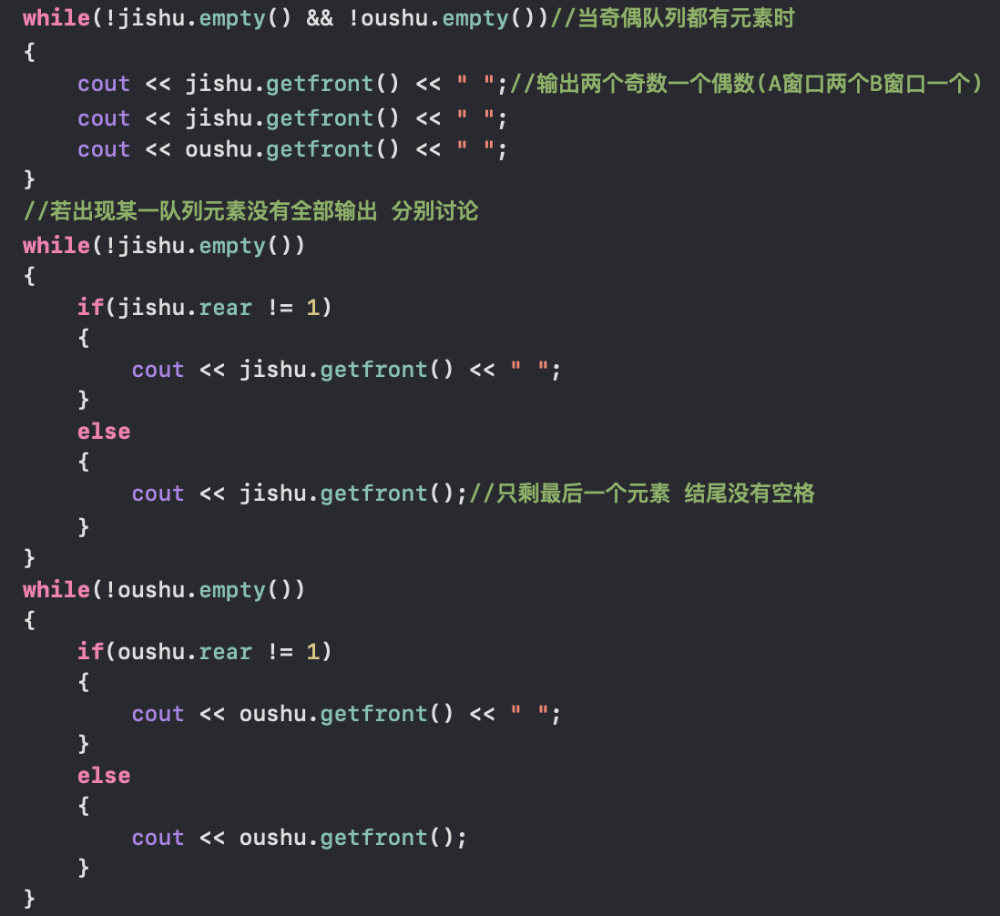 while(!jishu.empty() && !oushu.empty())//当奇偶队列都有元素时
{
    cout << jishu.getfront() << " ";//输出两个奇数一个偶数(A窗口两个B窗口一个)
    cout << jishu.getfront() << " ";
    cout << oushu.getfront() << " ";
}
//若出现某一队列元素没有全部输出 分别讨论
while(!jishu.empty())
{
    if(jishu.rear != 1)
    {
        cout << jishu.getfront() << " ";
    }
    else
    {
        cout << jishu.getfront();//只剩最后一个元素 结尾没有空格
    }
}
while(!oushu.empty())
{
    if(oushu.rear != 1)
    {
        cout << oushu.getfront() << " ";
    }
    else
    {
        cout << oushu.getfront();
    }
}